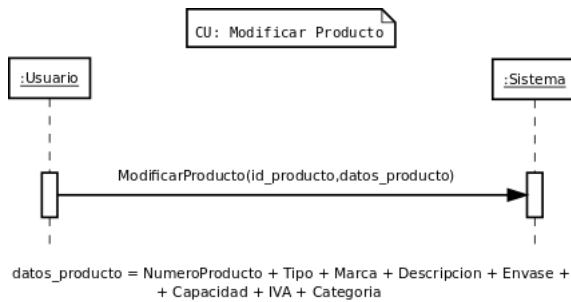 CU: Modificar Producto
:Usuario
:Sistema
ModificarProducto(id_producto,datos_producto)
datos_producto = NumeroProducto + Tipo + Marca + Descripcion + Envase +
+ Capacidad + IVA + Categoria